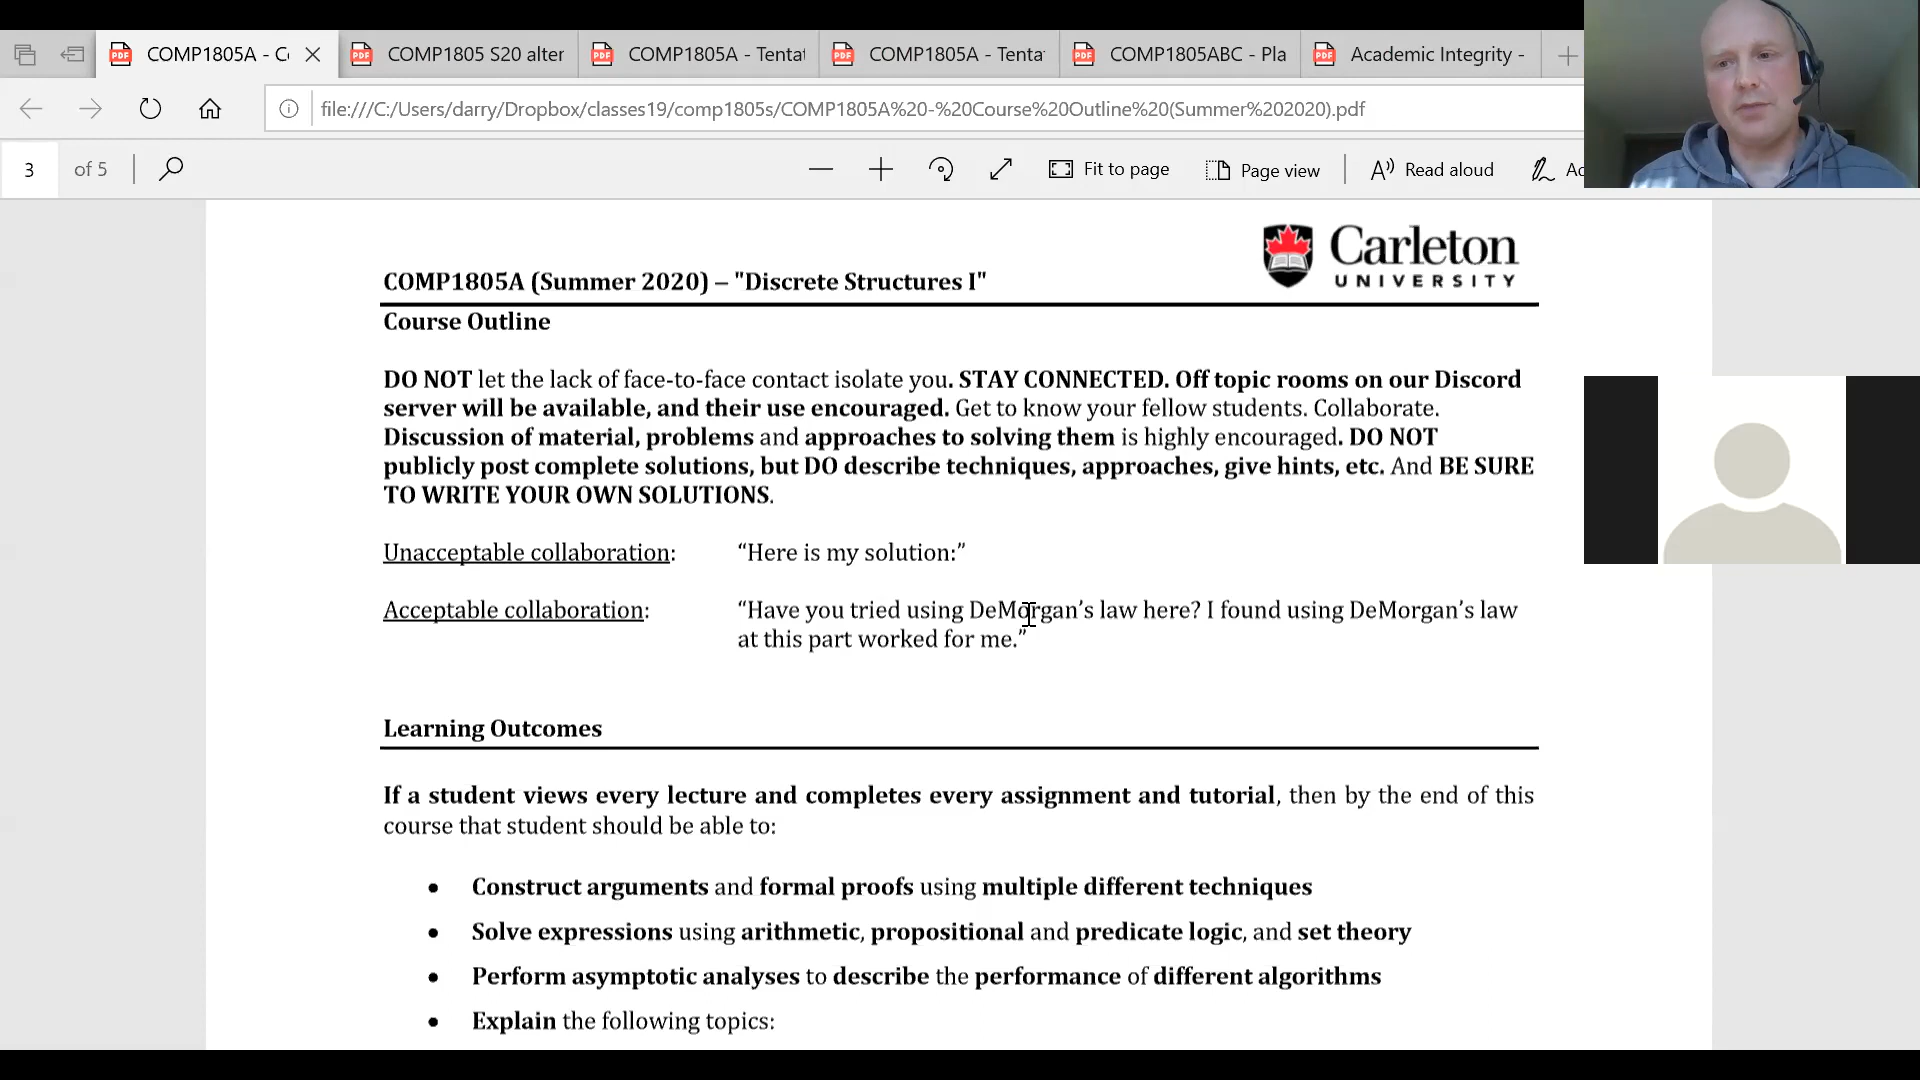 COMP1805A - Co
COMP1805 S20 alter
COMP1805A - Tentat
COMP1805A - Tenta
COMP1805ABC - Pla
Academic Integrity -
file:///C:/Users/darry/Dropbox/classes19/comp1805s/COMP1805A%20-%20Course%20Outline%20(Summer%202020).pdf
3 of 5
Fit to page
Page view
Read aloud
Carleton
UNIVERSITY
COMP1805A (Summer 2020) – "Discrete Structures I"
Course Outline
DO NOT let the lack of face-to-face contact isolate you. STAY CONNECTED. Off topic rooms on our Discord
server will be available, and their use encouraged. Get to know your fellow students. Collaborate.
Discussion of material, problems and approaches to solving them is highly encouraged. DO NOT
publicly post complete solutions, but DO describe techniques, approaches, give hints, etc. And BE SURE
TO WRITE YOUR OWN SOLUTIONS.
Unacceptable collaboration: “Here is my solution:”
Acceptable collaboration: “Have you tried using DeMorgan’s law here? I found using DeMorgan’s law
at this part worked for me.”
Learning Outcomes
If a student views every lecture and completes every assignment and tutorial, then by the end of this
course that student should be able to:
• Construct arguments and formal proofs using multiple different techniques
• Solve expressions using arithmetic, propositional and predicate logic, and set theory
• Perform asymptotic analyses to describe the performance of different algorithms
• Explain the following topics: